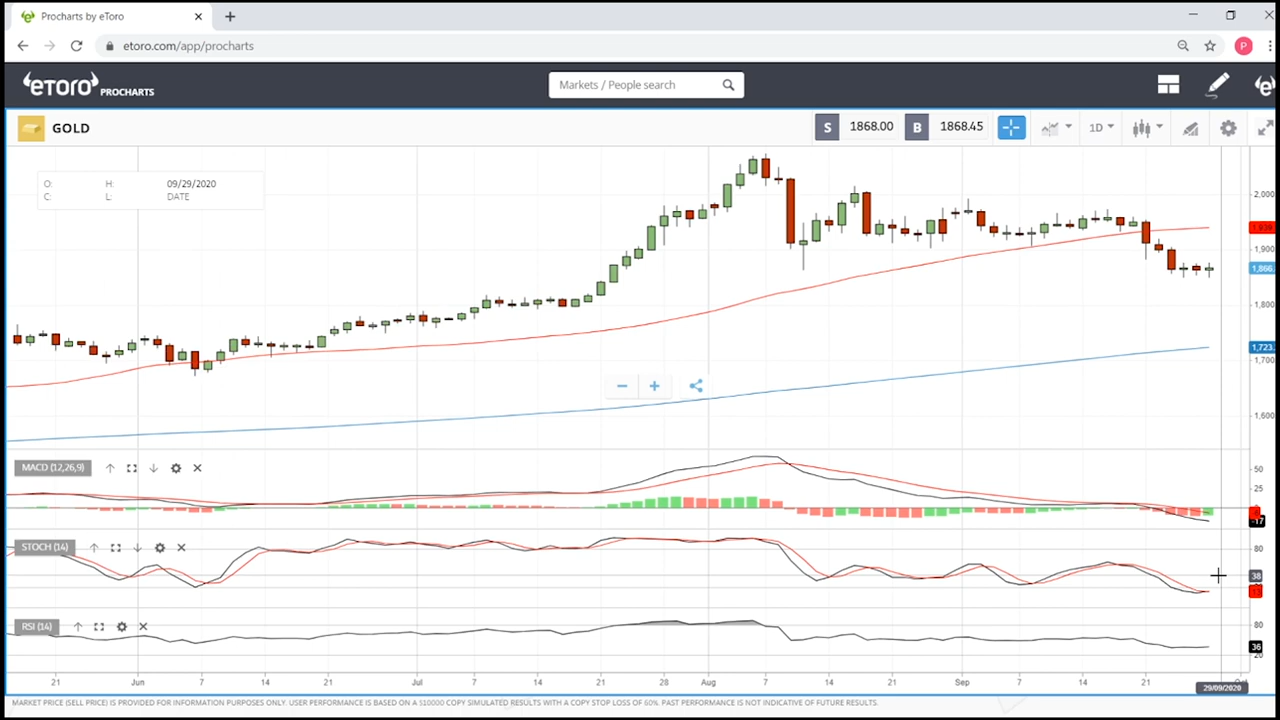 Procharts by eToro
etoro.com/app/procharts
P
eToro PROCHARTS
Markets / People search
GOLD
S 1868.00 B 1868.45
1D
O: H: 09/29/2020
C: L: DATE
2,000
1,900
1,866.
1,800
1,723.
1,700
1,600
MACD (12,26,9)
50
25
-17
STOCH (14)
80
38
RSI (14)
80
36
20
21 Jun 7 14 21 Jul 7 14 21 28 Aug 7 14 21 Sep 7 14 21
29/09/2020
MARKET PRICE (SELL PRICE) IS PROVIDED FOR INFORMATION PURPOSES ONLY. USER PERFORMANCE IS BASED ON A $10000 COPY SIMULATED RESULTS WITH A COPY STOP LOSS OF 60%. PAST PERFORMANCE IS NOT INDICATIVE OF FUTURE RESULTS.